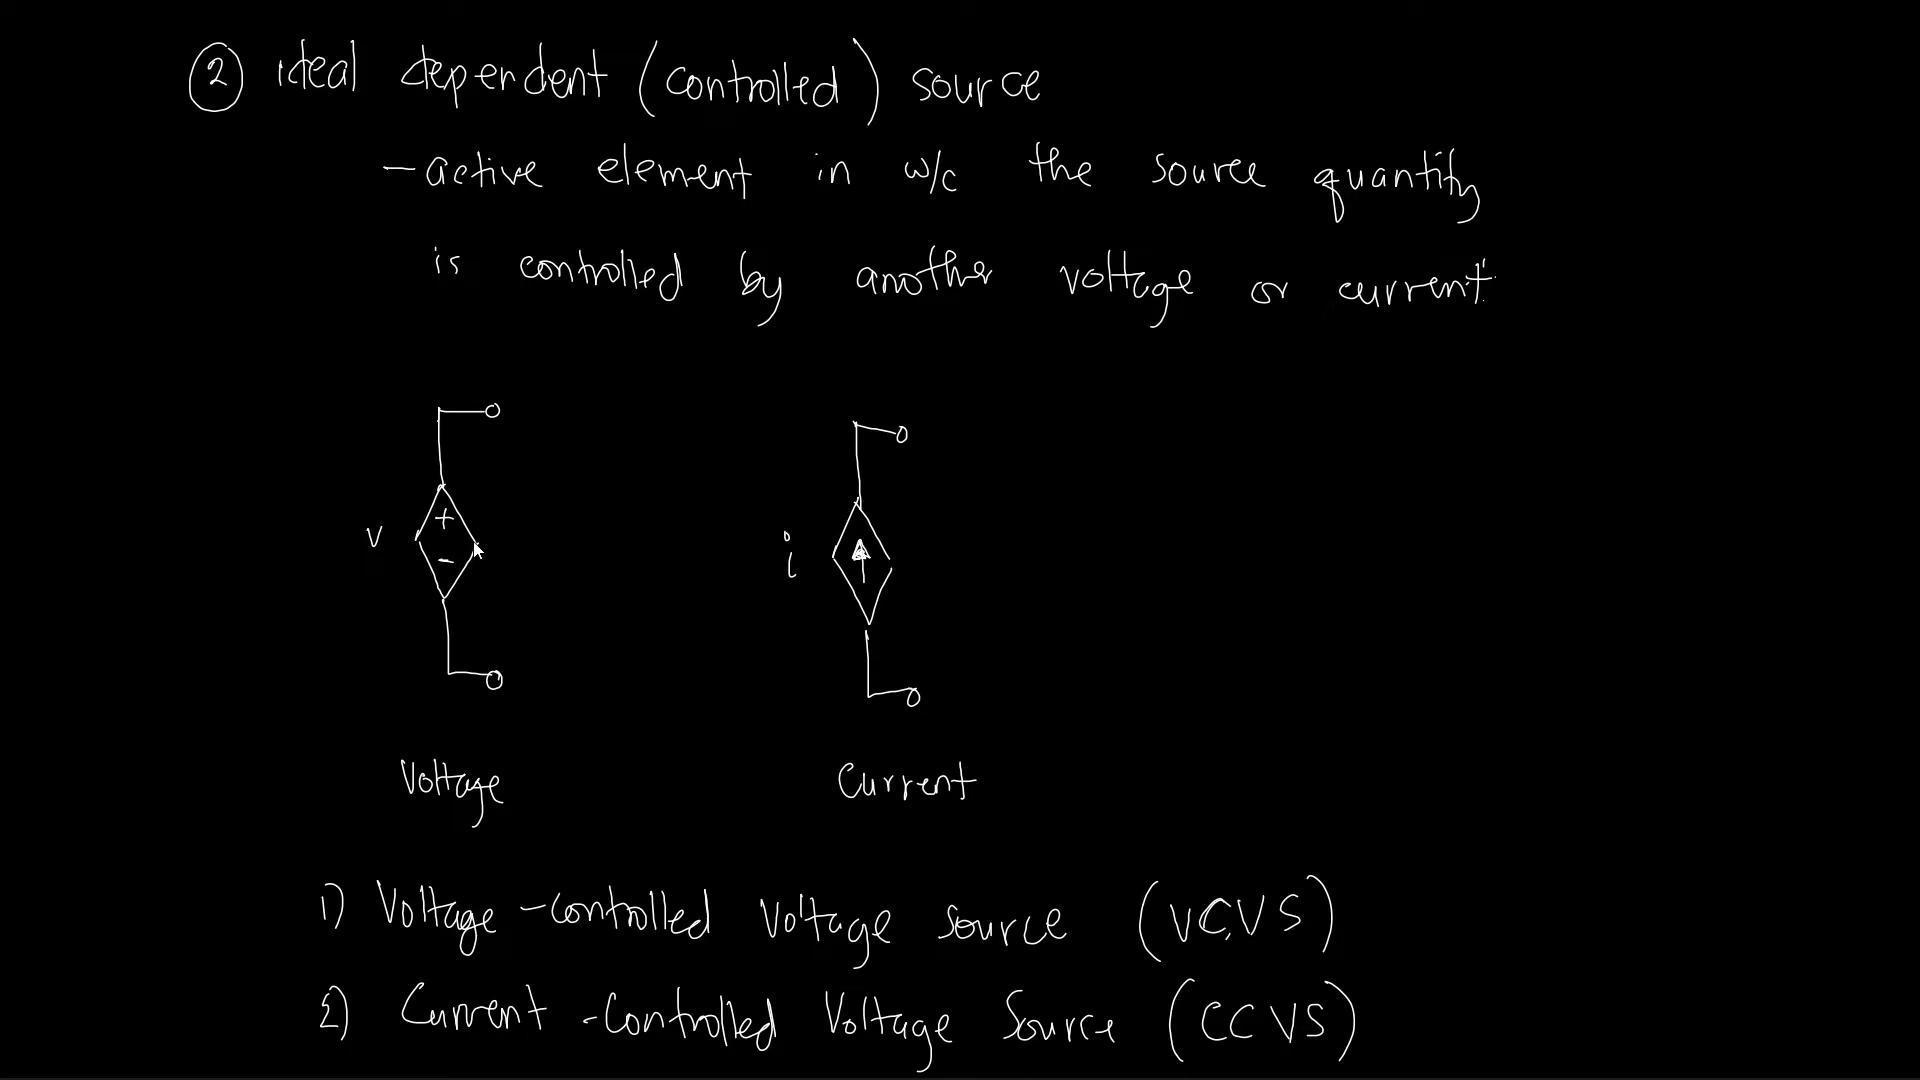 ② ideal dependent (controlled) source
- active element in w/c the source quantity
is controlled by another voltage or current.
v
+
-
i
Voltage
Current
1) Voltage-controlled Voltage source (VCVS)
2) Current-Controlled Voltage Source (CCVS)